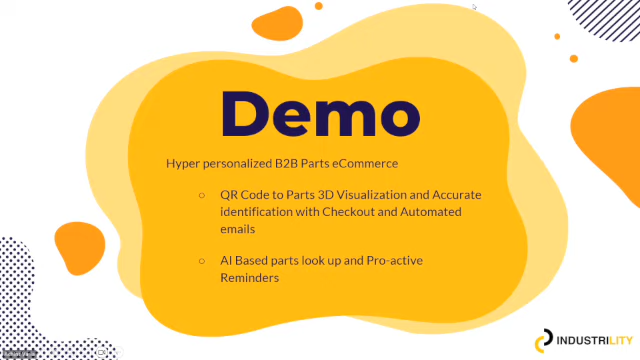 Demo
Hyper personalized B2B Parts eCommerce
○ QR Code to Parts 3D Visualization and Accurate
identification with Checkout and Automated
emails
○ AI Based parts look up and Pro-active
Reminders
INDUSTRILITY